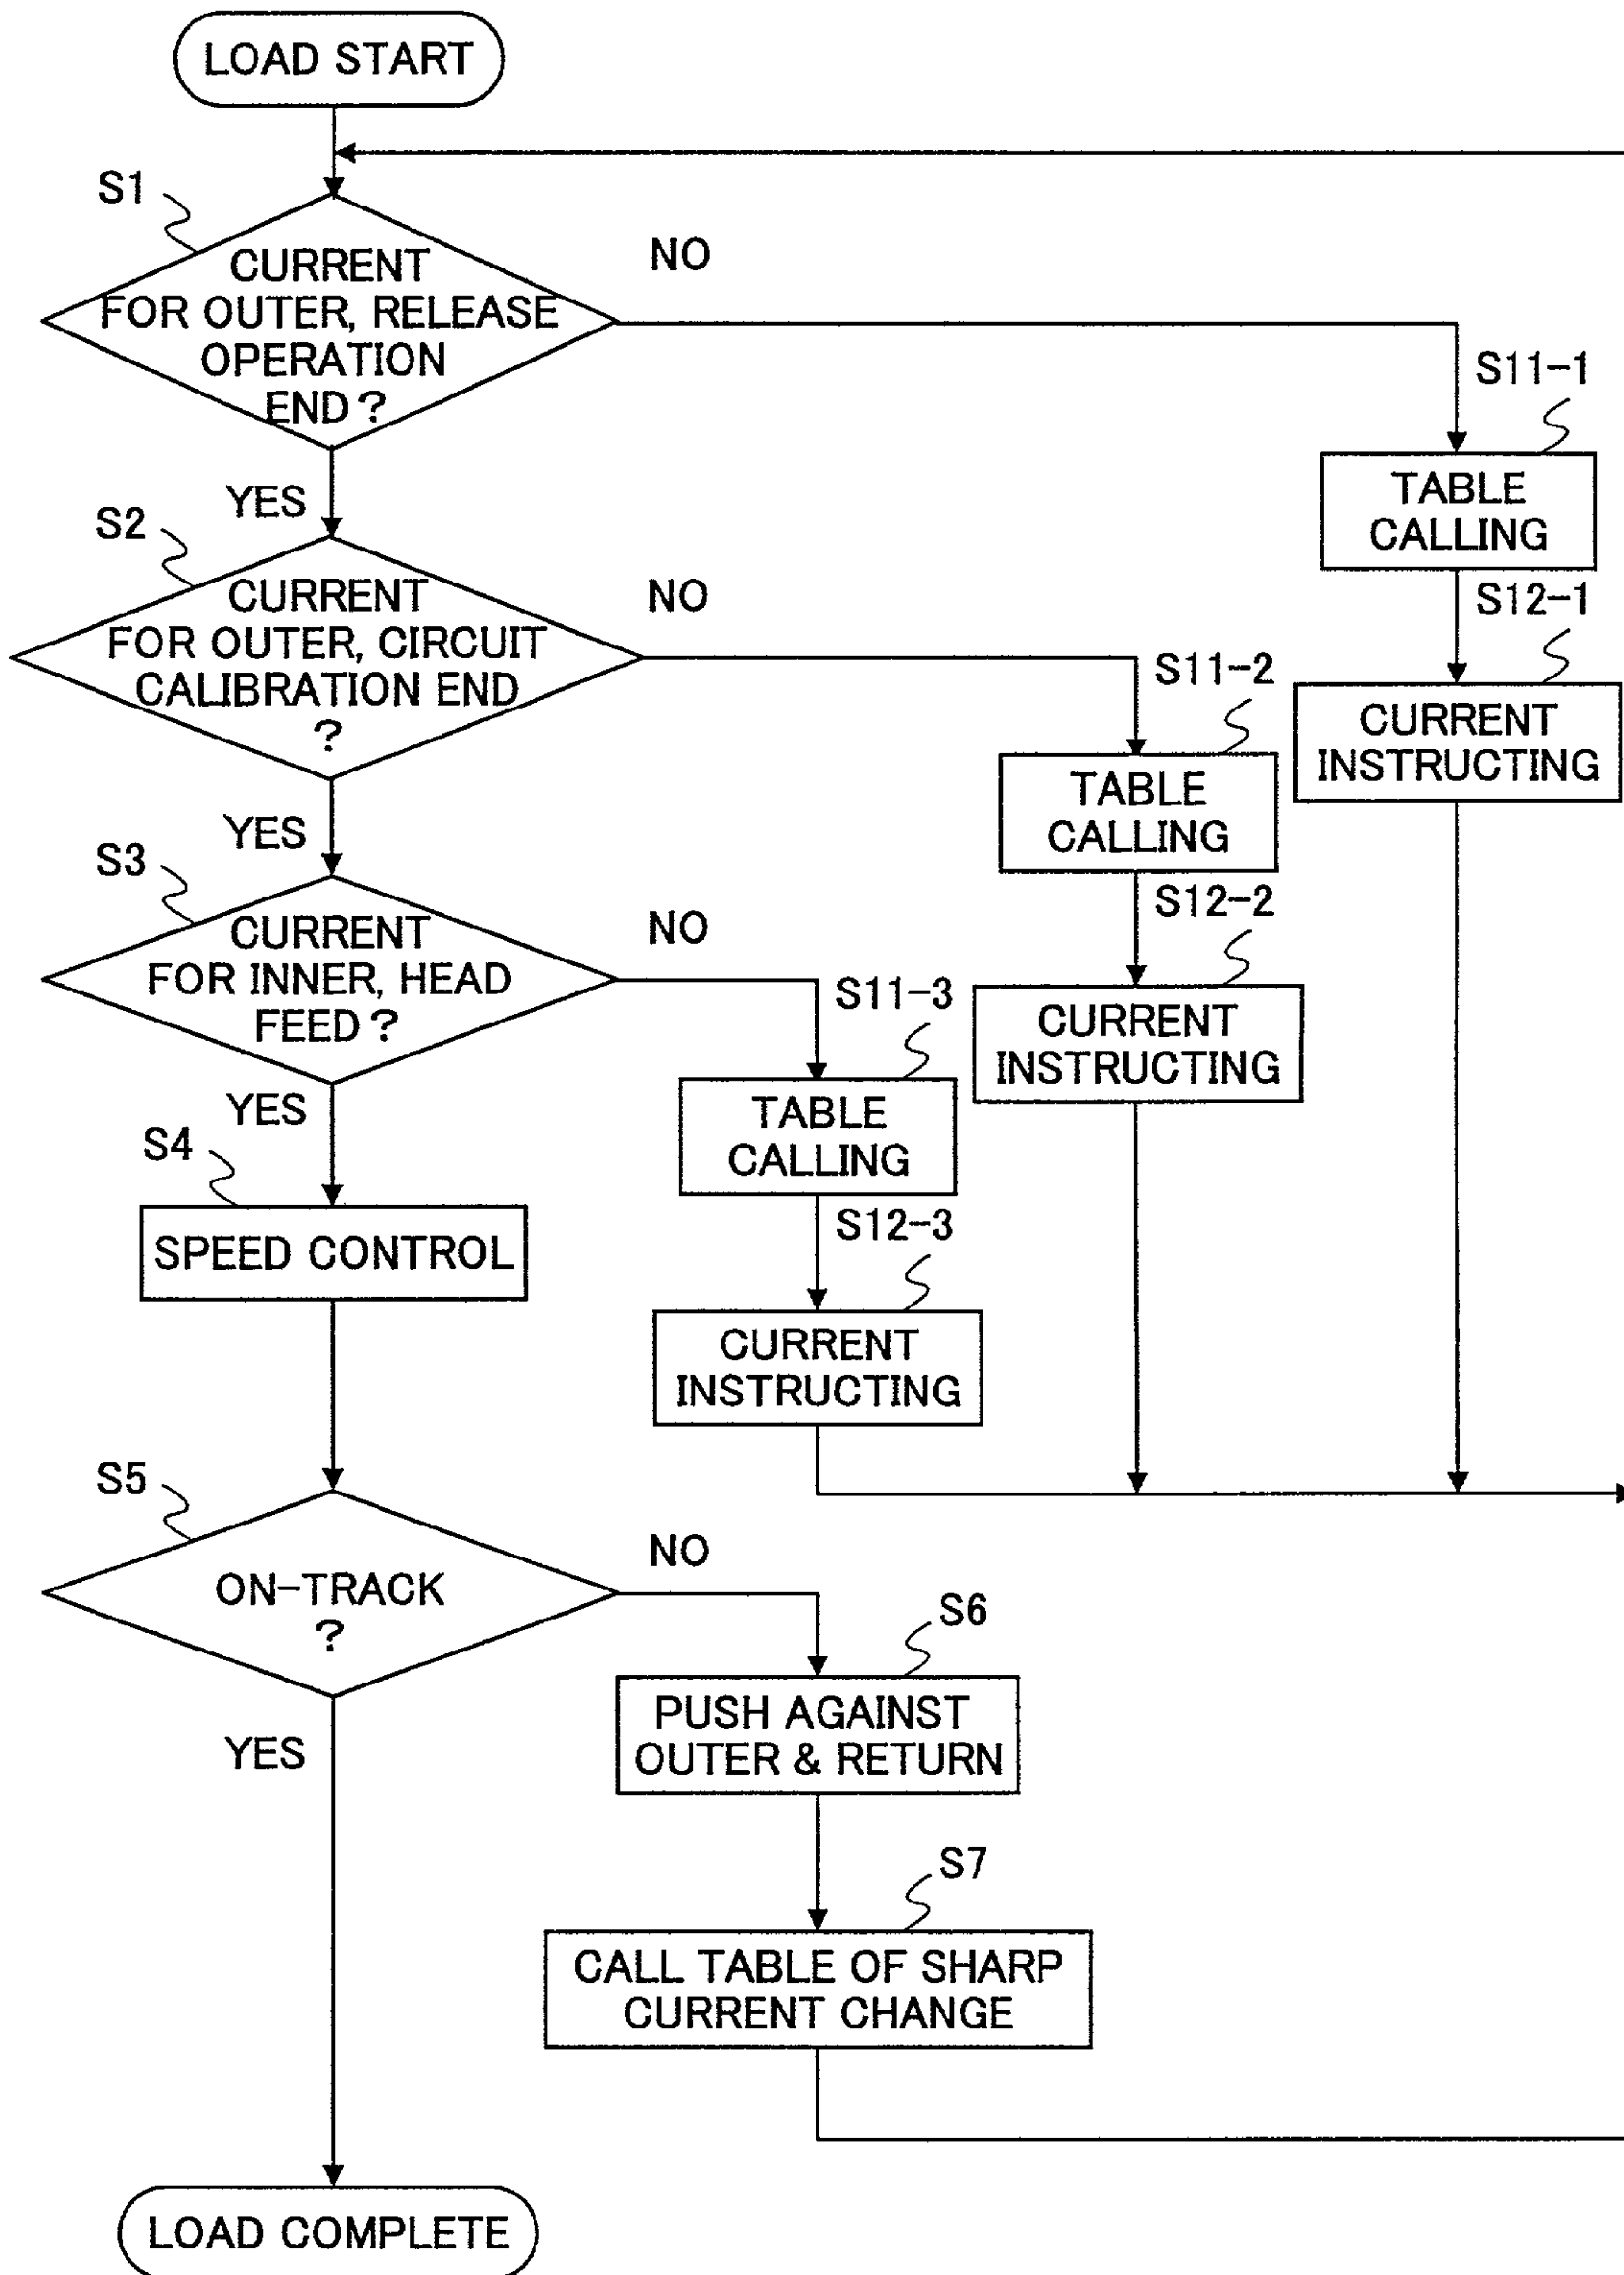 LOAD START
S1
CURRENT
FOR OUTER, RELEASE
OPERATION
END?
NO
YES
S11-1
TABLE
CALLING
S12-1
CURRENT
INSTRUCTING
S2
CURRENT
FOR OUTER, CIRCUIT
CALIBRATION END
?
NO
YES
S11-2
TABLE
CALLING
S12-2
CURRENT
INSTRUCTING
S3
CURRENT
FOR INNER, HEAD
FEED?
NO
YES
S11-3
TABLE
CALLING
S12-3
CURRENT
INSTRUCTING
S4
SPEED CONTROL
S5
ON-TRACK
?
NO
YES
S6
PUSH AGAINST
OUTER & RETURN
S7
CALL TABLE OF SHARP
CURRENT CHANGE
LOAD COMPLETE